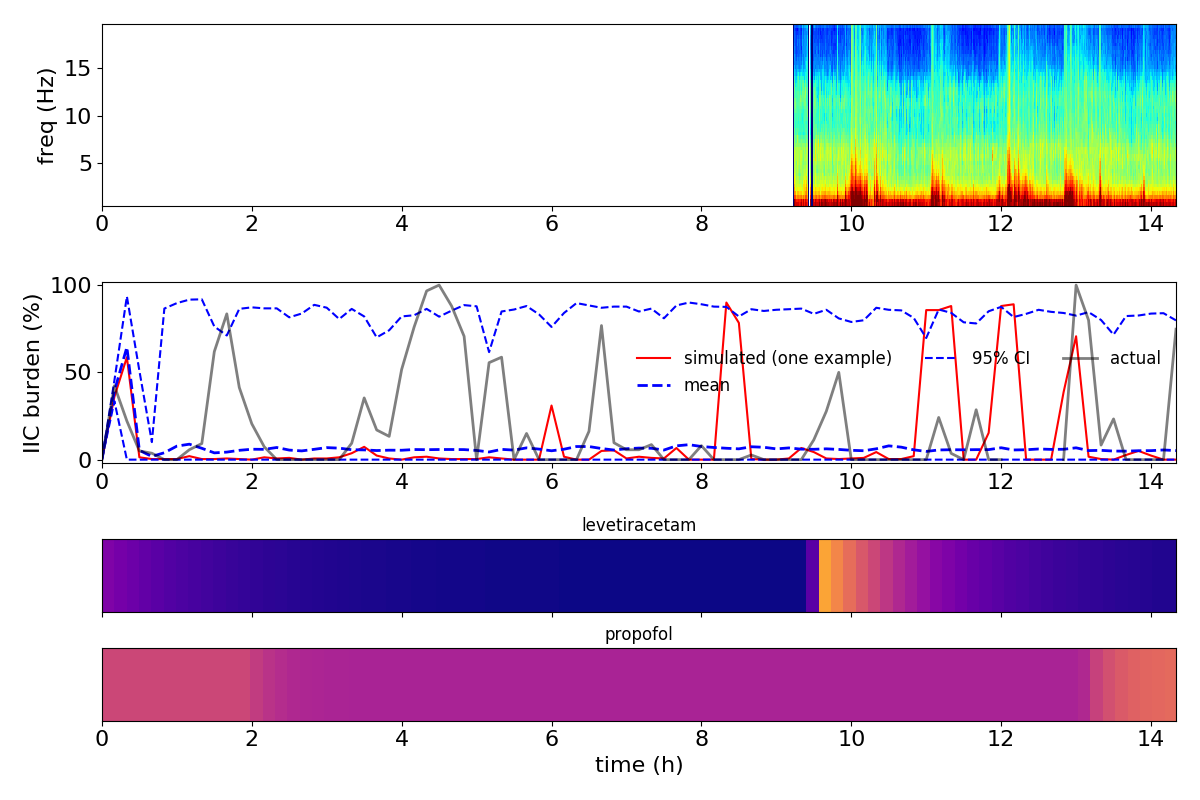 freq (Hz)
15
10
5
0 2 4 6 8 10 12 14
IIC burden (%)
100
50
0
simulated (one example)
mean
95% CI
actual
0 2 4 6 8 10 12 14
levetiracetam
propofol
0 2 4 6 8 10 12 14
time (h)